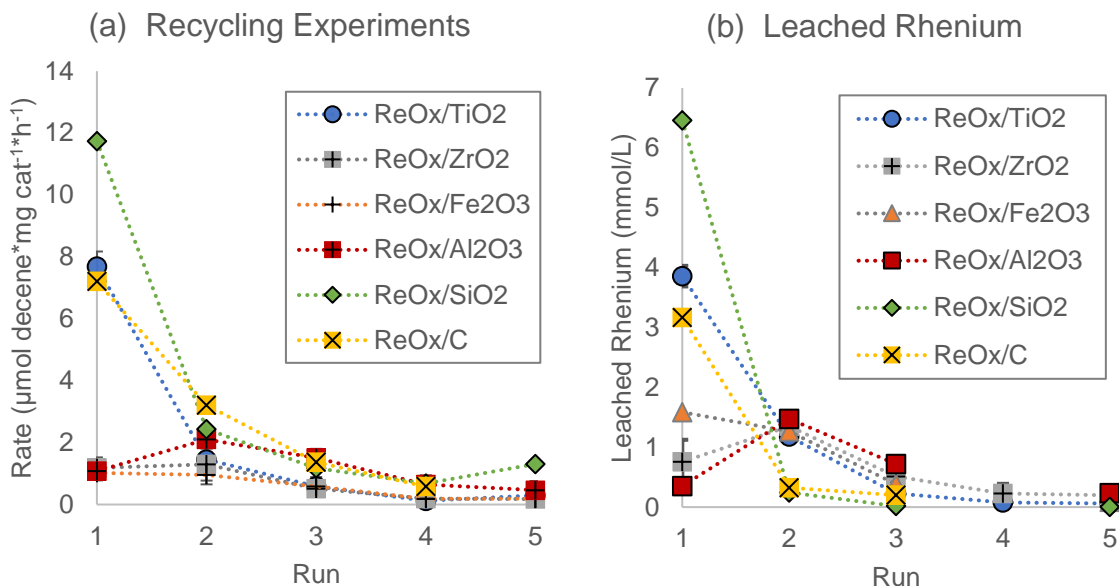 (a) Recycling Experiments
Rate (µmol decene*mg cat⁻¹*h⁻¹)
14
12
10
8
6
4
2
0
1 2 3 4 5
Run
ReOx/TiO2
ReOx/ZrO2
ReOx/Fe2O3
ReOx/Al2O3
ReOx/SiO2
ReOx/C
(b) Leached Rhenium
Leached Rhenium (mmol/L)
7
6
5
4
3
2
1
0
1 2 3 4 5
Run
ReOx/TiO2
ReOx/ZrO2
ReOx/Fe2O3
ReOx/Al2O3
ReOx/SiO2
ReOx/C